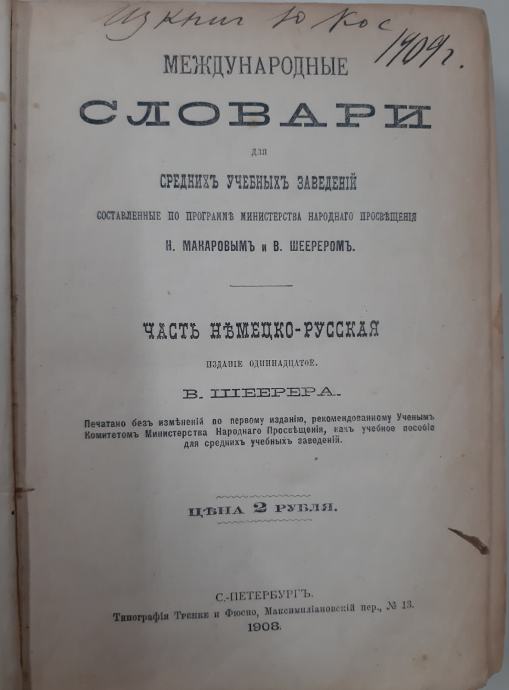 Из книг Ю Кос
1909г.
МЕЖДУНАРОДНЫЕ
СЛОВАРИ
для
СРЕДНИХЪ УЧЕБНЫХЪ ЗАВЕДЕНІЙ
СОСТАВЛЕННЫЕ ПО ПРОГРАММѢ МИНИСТЕРСТВА НАРОДНАГО ПРОСВѢЩЕНІЯ
Н. МАКАРОВЫМЪ и В. ШЕЕРЕРОМЪ.
ЧАСТЬ НѢМЕЦКО-РУССКАЯ
ИЗДАНІЕ ОДИННАДЦАТОЕ.
В. ШЕЕРЕРА.
Печатано безъ измѣненій по первому изданію, рекомендованному Ученымъ
Комитетомъ Министерства Народнаго Просвѣщенія, какъ учебное пособіе
для среднихъ учебныхъ заведеній.
ЦѢНА 2 РУБЛЯ.
С.-ПЕТЕРБУРГЪ.
Типографія Тренке и Фюсно, Максимиліановскій пер., № 13.
1908.